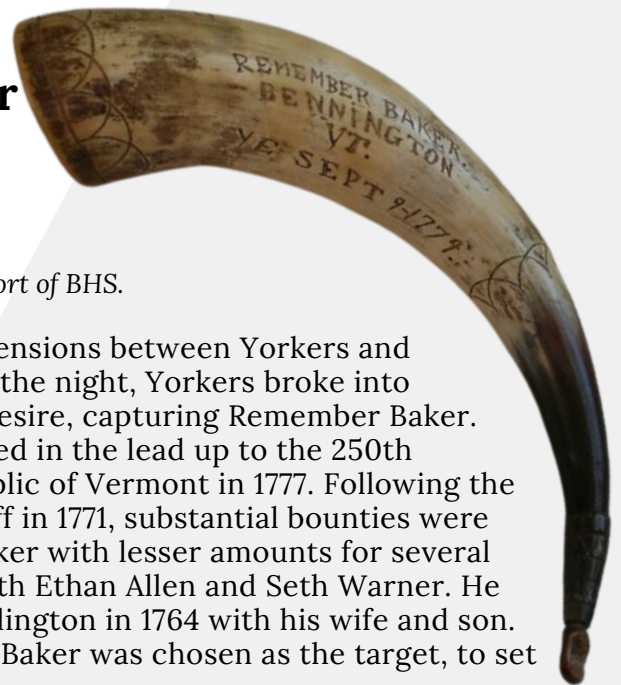 r
REMEMBER BAKER.
BENNINGTON
VT.
YE SEPT 9-1779.
ort of BHS.
ensions between Yorkers and
the night, Yorkers broke into
esire, capturing Remember Baker.
ed in the lead up to the 250th
blic of Vermont in 1777. Following the
ff in 1771, substantial bounties were
ker with lesser amounts for several
th Ethan Allen and Seth Warner. He
lington in 1764 with his wife and son.
Baker was chosen as the target, to set